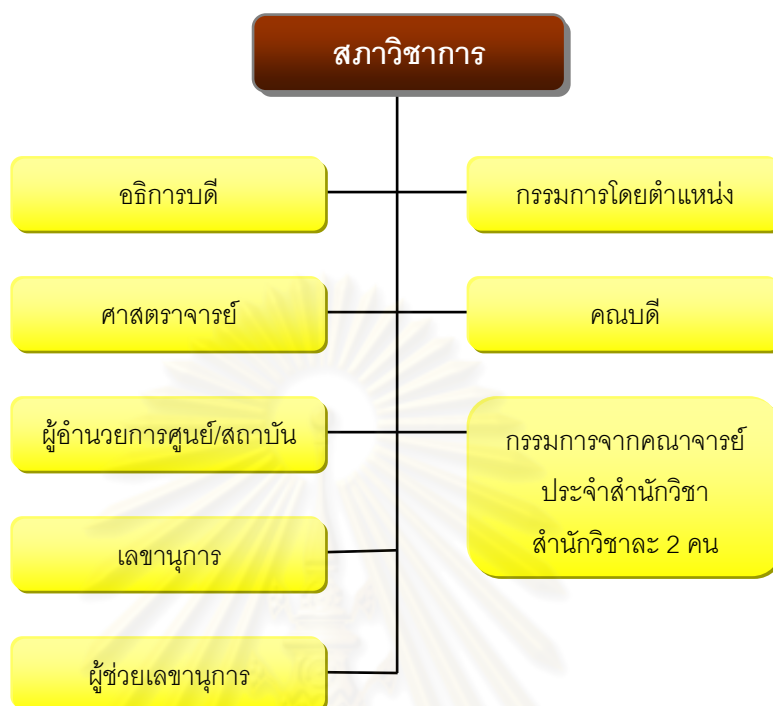 สภาวิชาการ
อธิการบดี
กรรมการโดยตำแหน่ง
ศาสตราจารย์
คณบดี
ผู้อำนวยการศูนย์/สถาบัน
กรรมการจากคณาจารย์
ประจำสำนักวิชา
สำนักวิชาละ 2 คน
เลขานุการ
ผู้ช่วยเลขานุการ